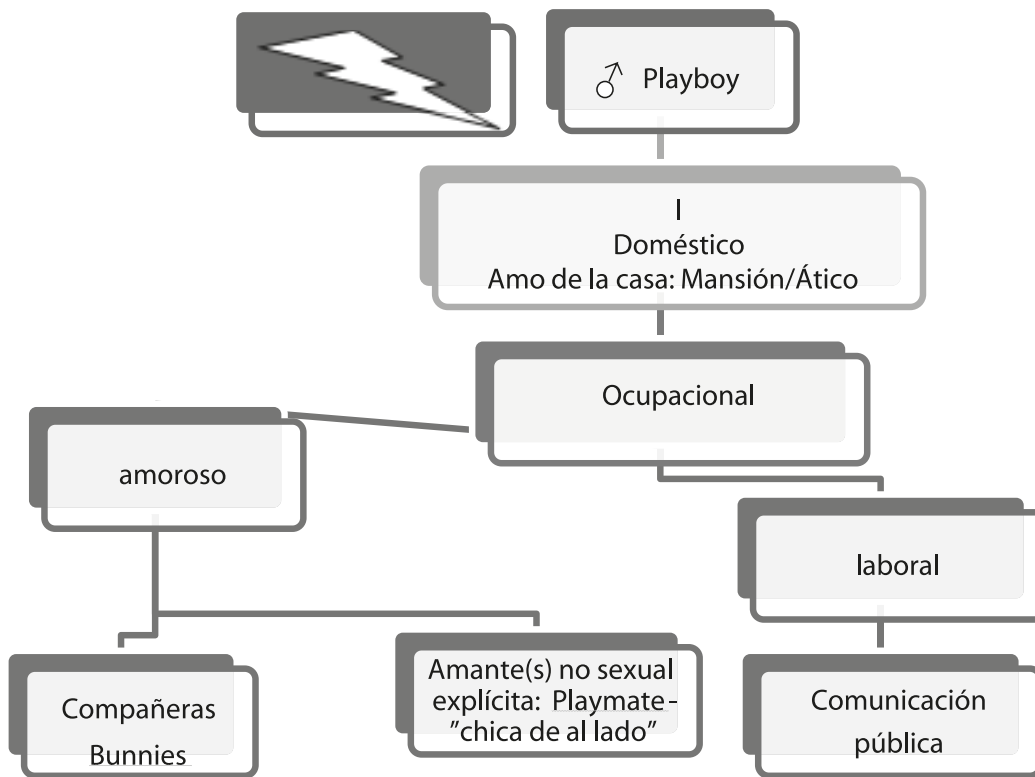 ♂ Playboy
I
Doméstico
Amo de la casa: Mansión/Ático
Ocupacional
amoroso
laboral
Compañeras
Bunnies
Amante(s) no sexual
explícita: Playmate-
”chica de al lado”
Comunicación
pública